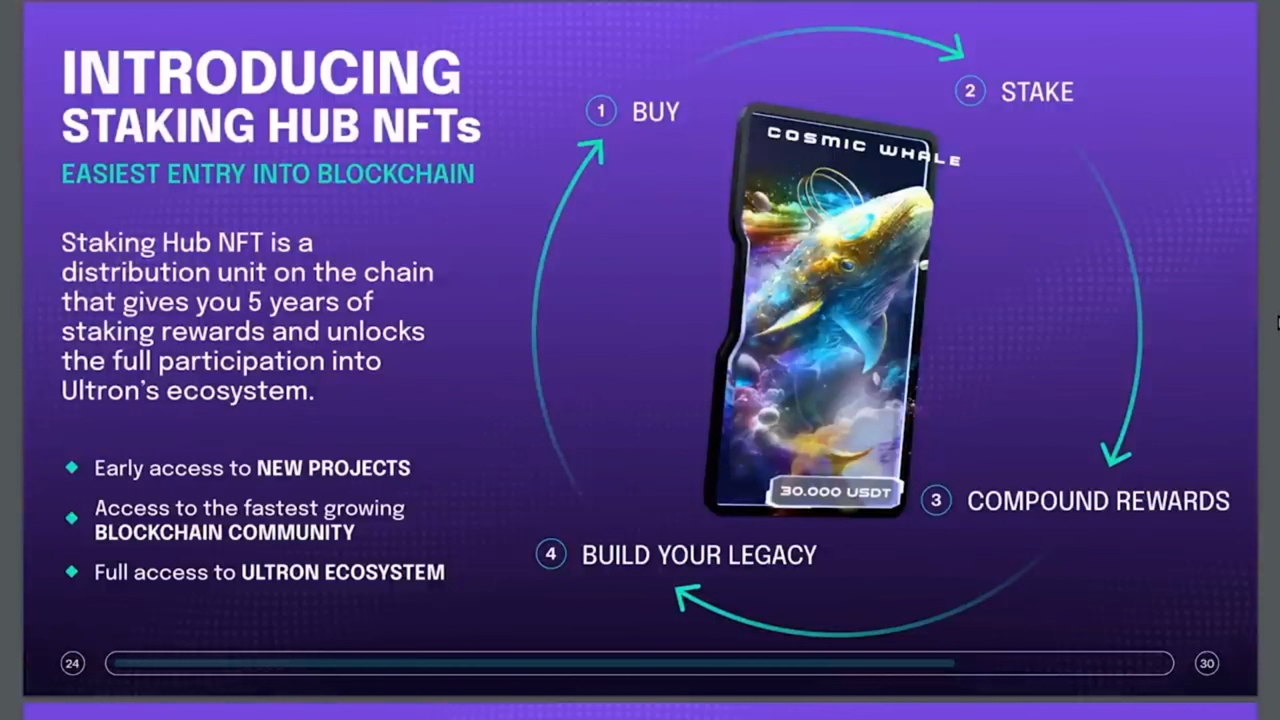 INTRODUCING
STAKING HUB NFTs
EASIEST ENTRY INTO BLOCKCHAIN
Staking Hub NFT is a
distribution unit on the chain
that gives you 5 years of
staking rewards and unlocks
the full participation into
Ultron’s ecosystem.
Early access to NEW PROJECTS
Access to the fastest growing
BLOCKCHAIN COMMUNITY
Full access to ULTRON ECOSYSTEM
1 BUY
2 STAKE
COSMIC WHALE
30.000 USDT
3 COMPOUND REWARDS
4 BUILD YOUR LEGACY
24
30